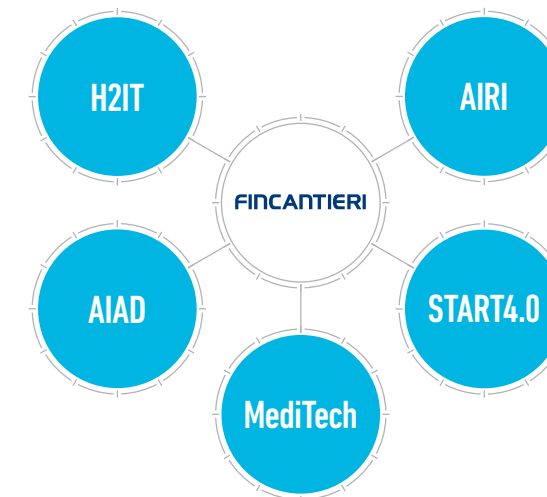 H2IT
AIRI
FINCANTIERI
AIAD
START4.0
MediTech